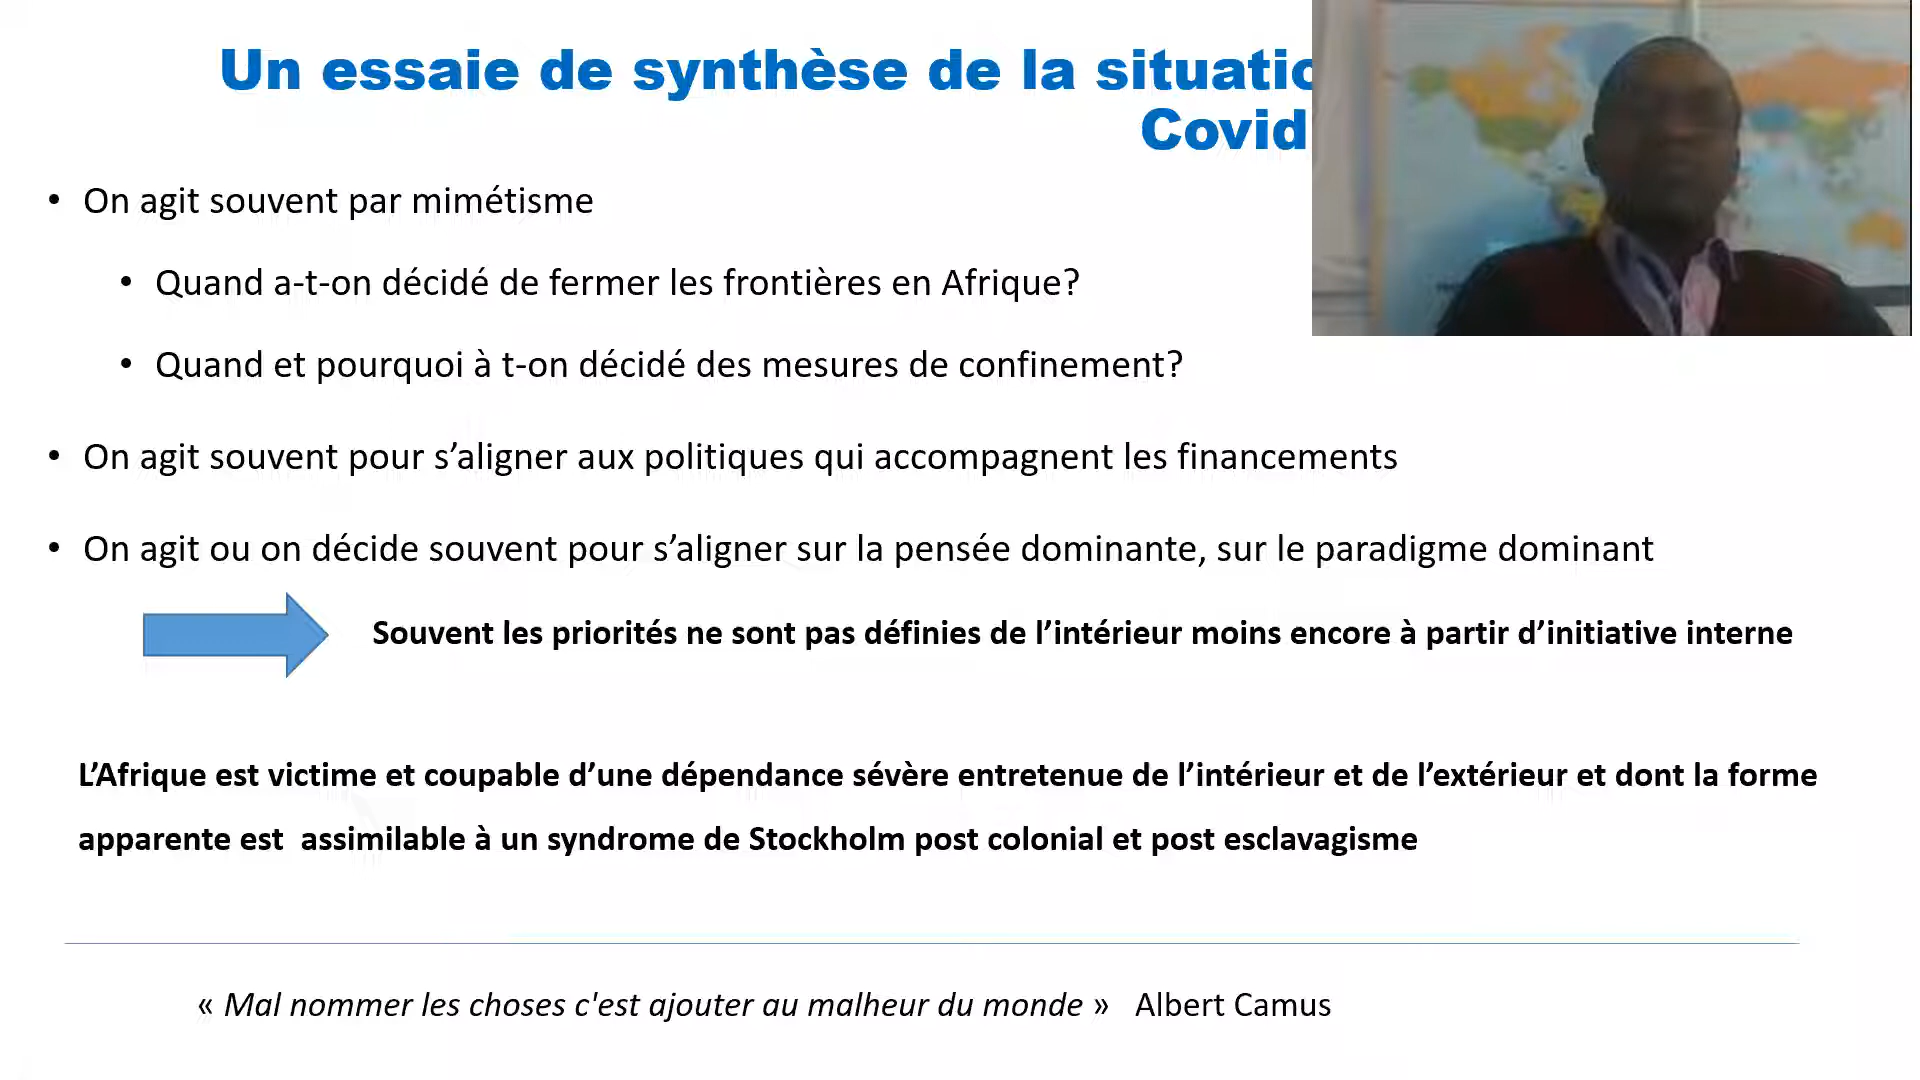 Un essaie de synthèse de la
Covid
• On agit souvent par mimétisme
• Quand a-t-on décidé de fermer les frontières en Afrique?
• Quand et pourquoi à t-on décidé des mesures de confinement?
• On agit souvent pour s’aligner aux politiques qui accompagnent les financements
• On agit ou on décide souvent pour s’aligner sur la pensée dominante, sur le paradigme dominant
Souvent les priorités ne sont pas définies de l’intérieur moins encore à partir d’initiative interne
L’Afrique est victime et coupable d’une dépendance sévère entretenue de l’intérieur et de l’extérieur et dont la forme
apparente est assimilable à un syndrome de Stockholm post colonial et post esclavagisme
« Mal nommer les choses c'est ajouter au malheur du monde » Albert Camus